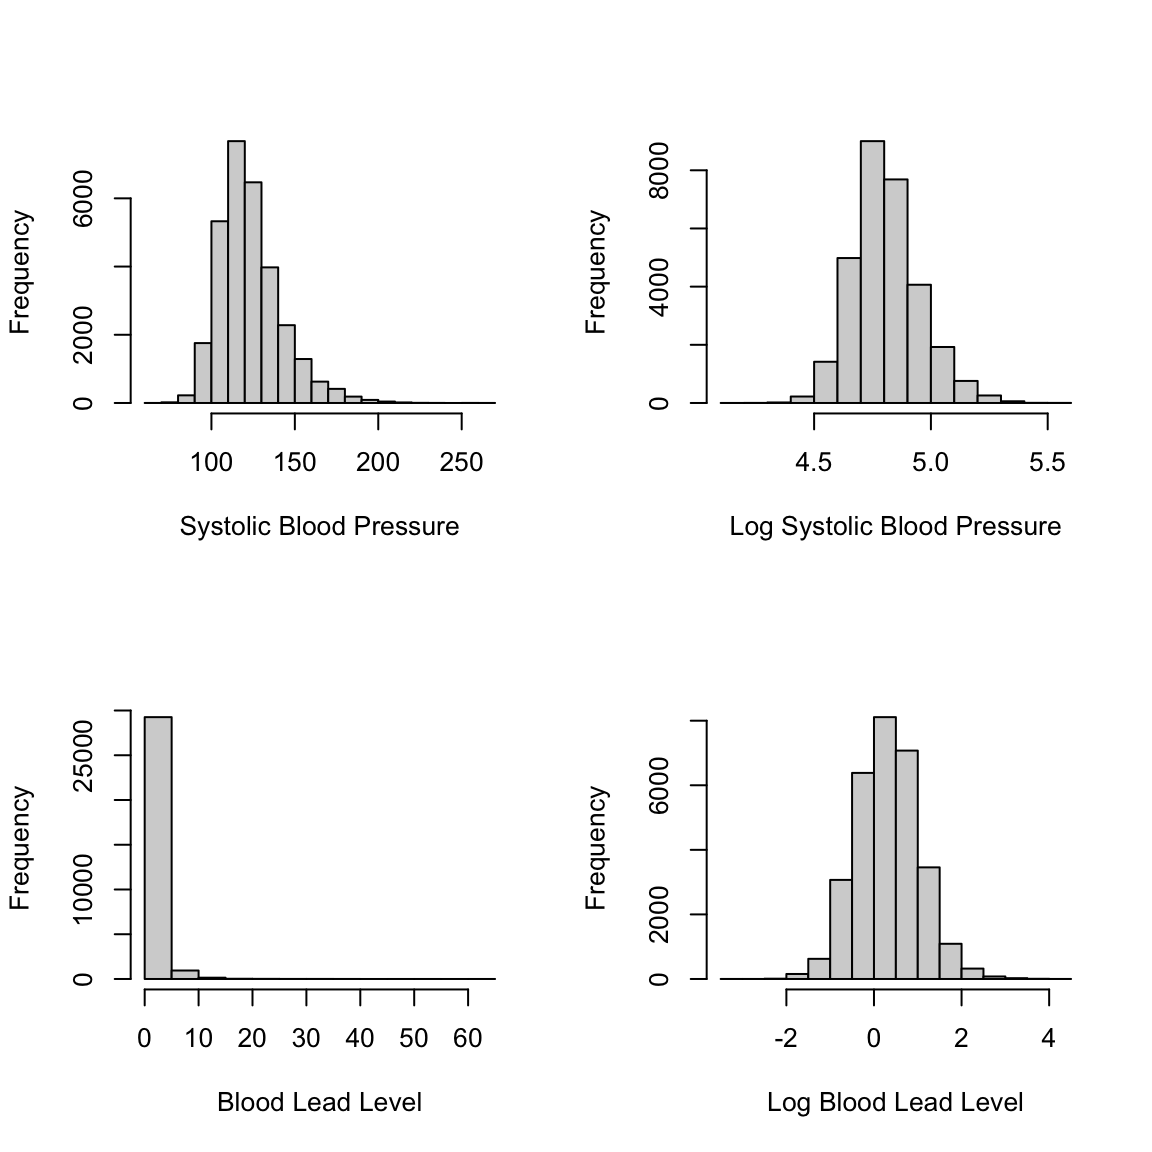 Frequency
0 2000 6000
100 150 200 250
Systolic Blood Pressure
Frequency
0 4000 8000
4.5 5.0 5.5
Log Systolic Blood Pressure
Frequency
0 10000 25000
0 10 20 30 40 50 60
Blood Lead Level
Frequency
0 2000 6000
-2 0 2 4
Log Blood Lead Level